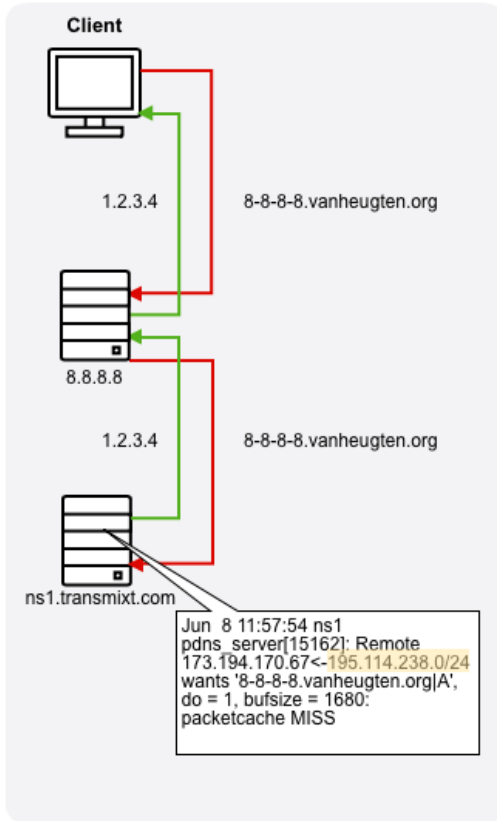 Client
1.2.3.4
8-8-8-8.vanheugten.org
8.8.8.8
1.2.3.4
8-8-8-8.vanheugten.org
ns1.transmixt.com
Jun  8 11:57:54 ns1
pdns_server[15162]: Remote
173.194.170.67<-195.114.238.0/24
wants '8-8-8-8.vanheugten.org|A',
do = 1, bufsize = 1680:
packetcache MISS